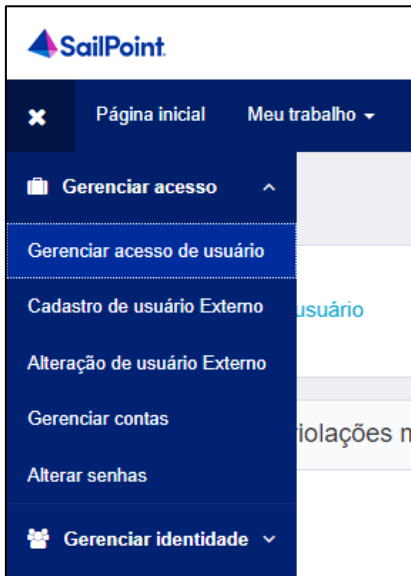 SailPoint
Página inicial Meu trabalho
Gerenciar acesso
Gerenciar acesso de usuário
Cadastro de usuário Externo usuário
Alteração de usuário Externo
Gerenciar contas iolações
Alterar senhas
Gerenciar identidade